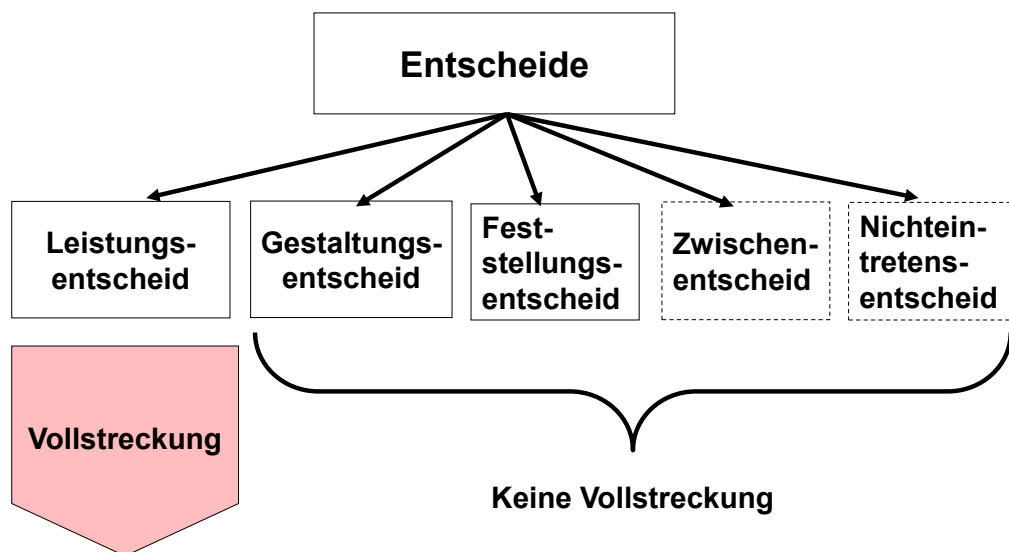 Entscheide
Leistungs-
entscheid
Gestaltungs-
entscheid
Fest-
stellungs-
entscheid
Zwischen-
entscheid
Nichtein-
tretens-
entscheid
Vollstreckung
Keine Vollstreckung